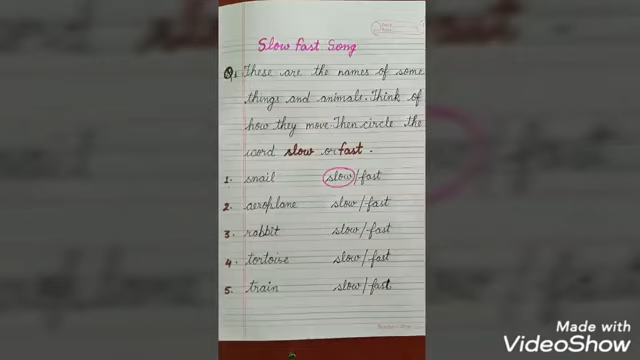 Slow Fast Song
Q1. These are the names of some
things and animals. Think of
how they move. Then circle the
word slow or fast.
1. snail slow/fast
2. aeroplane slow/fast
3. rabbit slow/fast
4. tortoise slow/fast
5. train slow/fast
Made with
VideoShow